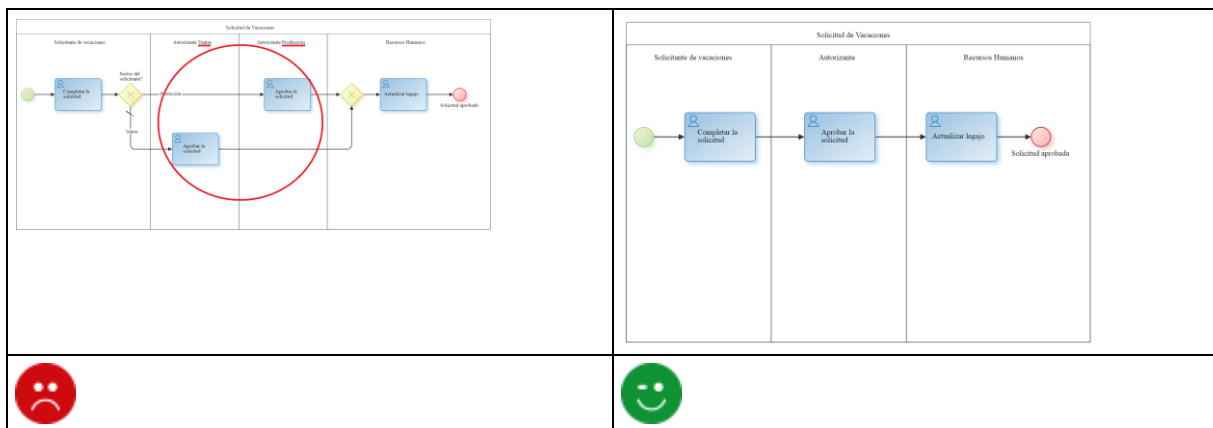 Solicitud de Vacaciones
Solicitante de vacaciones
Autorizante Ventas
Autorizante Producción
Recursos Humanos
Sector del
solicitante?
Completar la
solicitud
Producción
Aprobar la
solicitud
Actualizar legajo
Solicitud aprobada
Ventas
Aprobar la
solicitud
Solicitud de Vacaciones
Solicitante de vacaciones
Autorizante
Recursos Humanos
Completar la
solicitud
Aprobar la
solicitud
Actualizar legajo
Solicitud aprobada